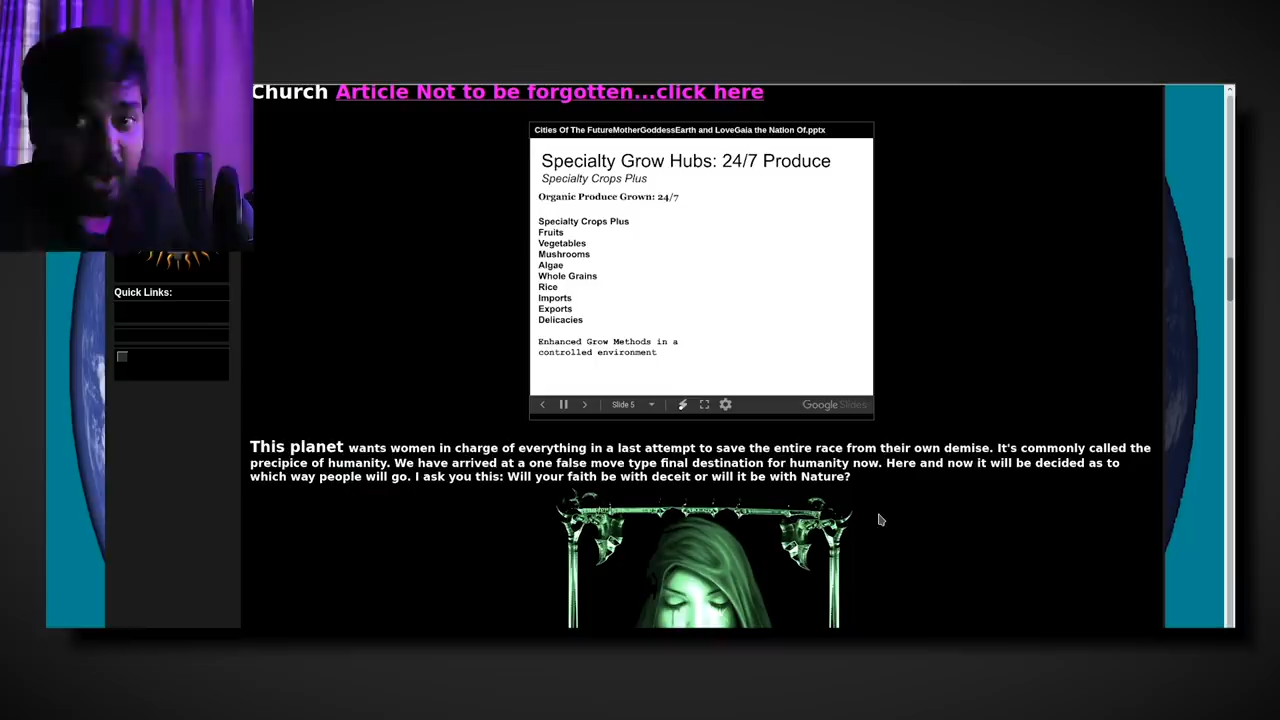 Church Article Not to be forgotten...click here
Cities Of The FutureMotherGoddessEarth and LoveGaia the Nation Of.pptx
Specialty Grow Hubs: 24/7 Produce
Specialty Crops Plus
Organic Produce Grown: 24/7
Specialty Crops Plus
Fruits
Vegetables
Mushrooms
Algae
Whole Grains
Rice
Imports
Exports
Delicacies
Enhanced Grow Methods in a
controlled environment
Slide 5
Google Slides
Quick Links:
This planet wants women in charge of everything in a last attempt to save the entire race from their own demise. It's commonly called the
precipice of humanity. We have arrived at a one false move type final destination for humanity now. Here and now it will be decided as to
which way people will go. I ask you this: Will your faith be with deceit or will it be with Nature?